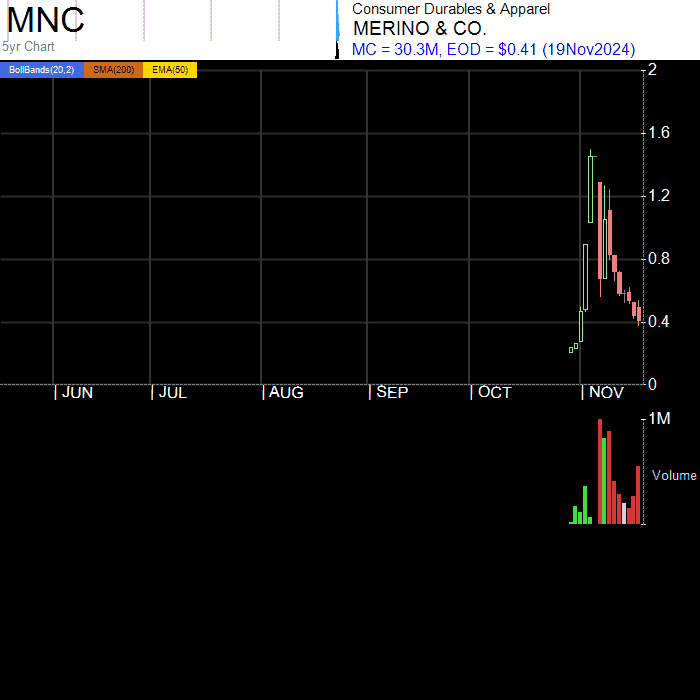 MNC
5yr Chart
Consumer Durables & Apparel
MERINO & CO.
MC = 30.3M, EOD = $0.41 (19Nov2024)
BollBands(20,2) SMA(200) EMA(50)
2
1.6
1.2
0.8
0.4
0
JUN JUL AUG SEP OCT NOV
1M
Volume